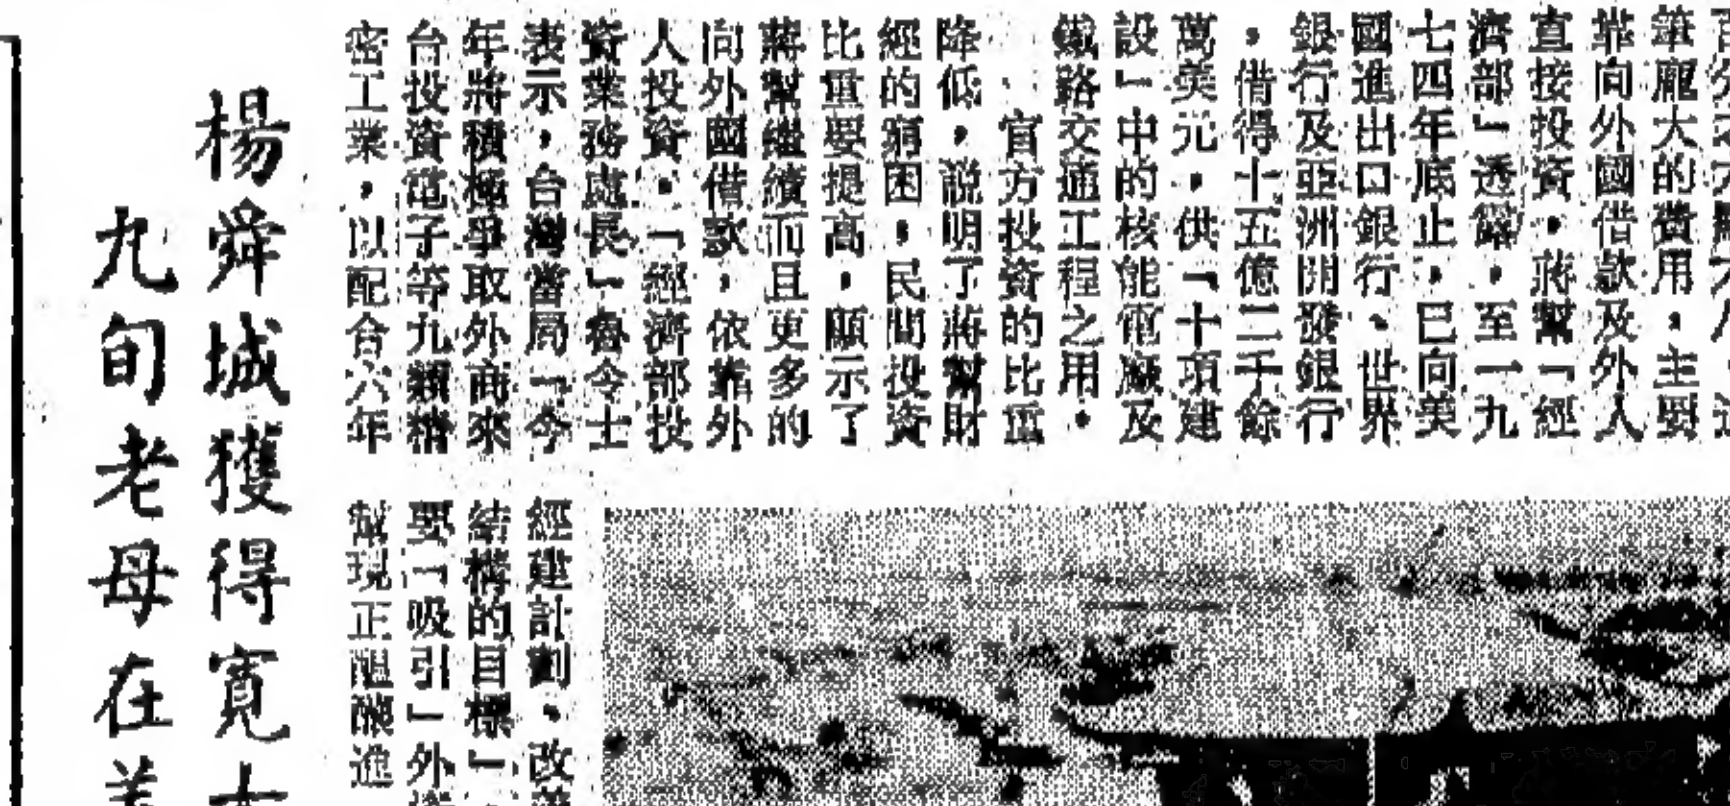 筆龐大的費用。主要
靠向外國借款及外人
直接投資。蔣幫「經
濟部」透露,至一九
七四年底止,已向美
國進出口銀行、世界
銀行及亞洲開發銀行
,借得十五億二千餘
萬美元,供「十項建
設」中的核能電廠及
鐵路交通工程之用。
官方投資的比重
降低,說明了蔣幫財
經的窘困,民間投資
比重要提高,顯示了
蔣幫繼續而且更多的
向外國借款,依靠外
人投資。「經濟部投
資業務處長」魯令士
表示,台灣當局「今
年將積極爭取外商來
台投資電子等九類精
密工業,以配合六年
經建計劃、改
結構的目標」,
要「吸引」外
幫現正醞釀進
楊舜城獲得寬大
九旬老母在美